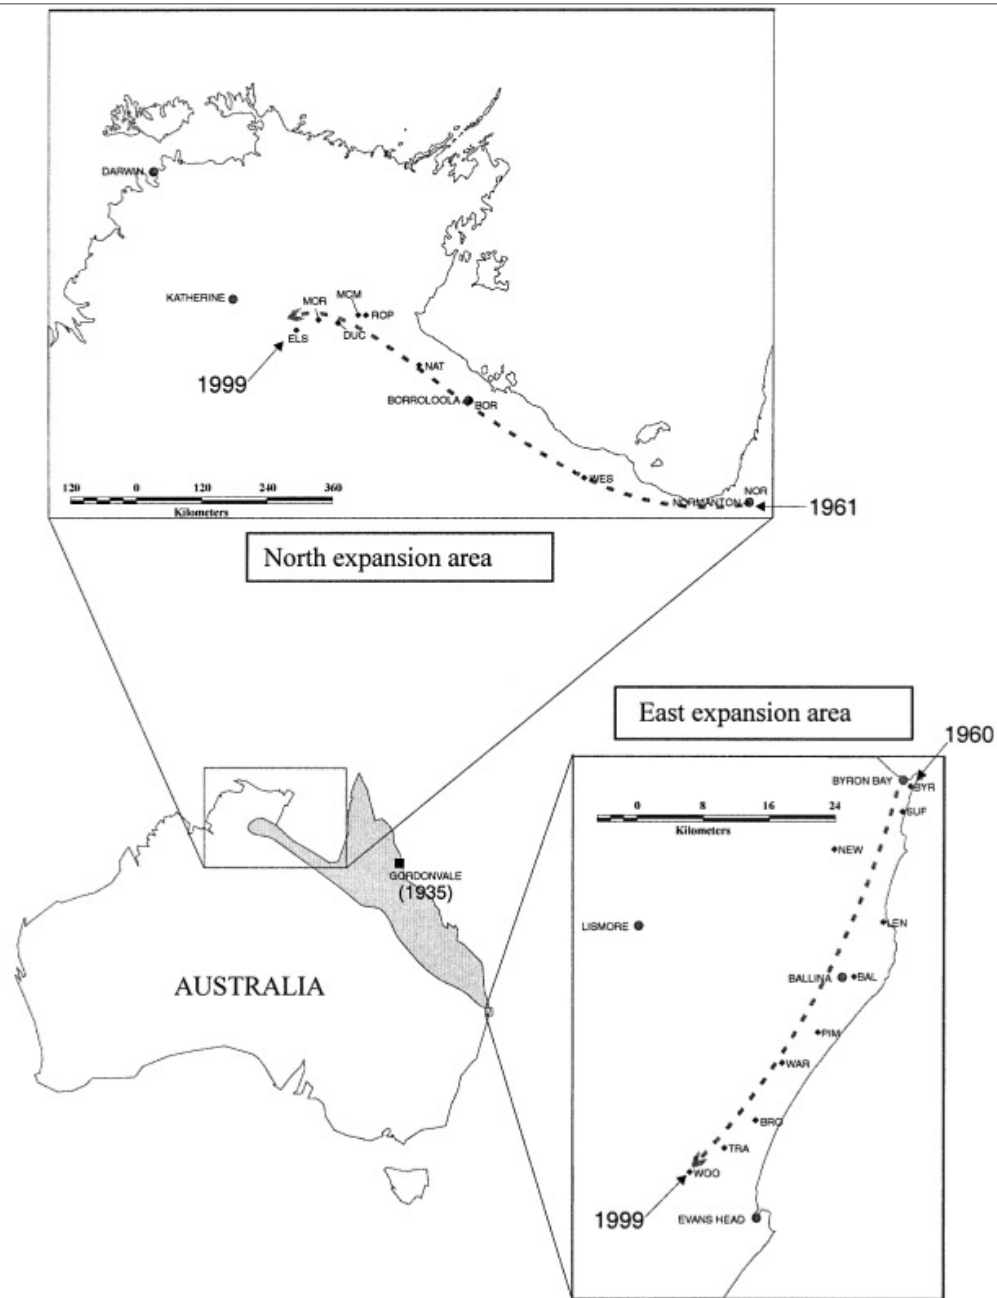 DARWIN
KATHERINE
MCM
MOR
ROP
DUC
ELS
1999
NAT
BORROLOOLA
BOR
WES
NOR
NORMANTON
1961
120 0 120 240 360
Kilometers
North expansion area
East expansion area
1960
BYRON BAY
BYR
0 8 16 24
SUF
Kilometers
NEW
GORDONVALE
(1935)
LISMORE
LEN
AUSTRALIA
BALLINA
BAL
PIM
WAR
BRO
TRA
WOO
1999
EVANS HEAD